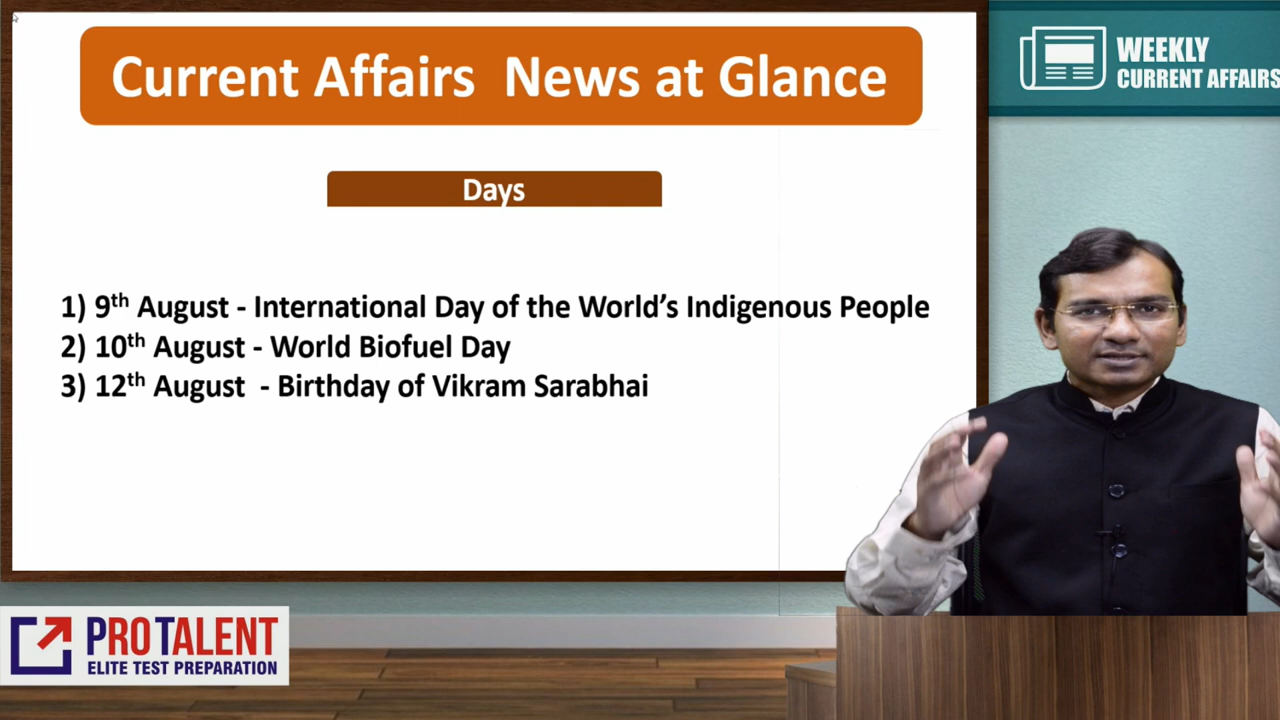 Current Affairs News at Glance
WEEKLY
CURRENT AFFAIRS
Days
1) 9th August - International Day of the World’s Indigenous People
2) 10th August - World Biofuel Day
3) 12th August - Birthday of Vikram Sarabhai
PROTALENT
ELITE TEST PREPARATION